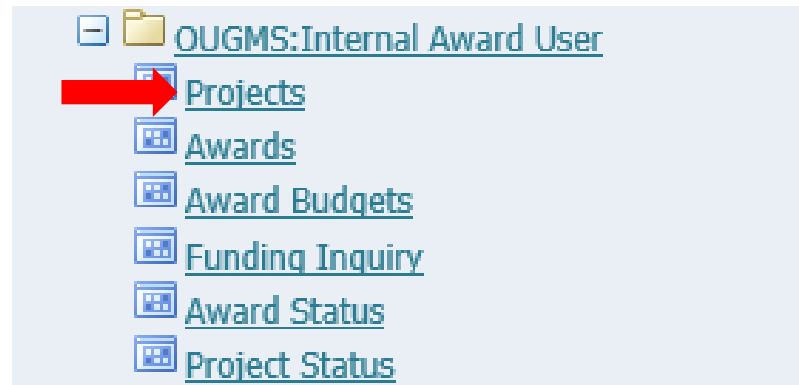 OUGMS:Internal Award User
Projects
Awards
Award Budgets
Funding Inquiry
Award Status
Project Status